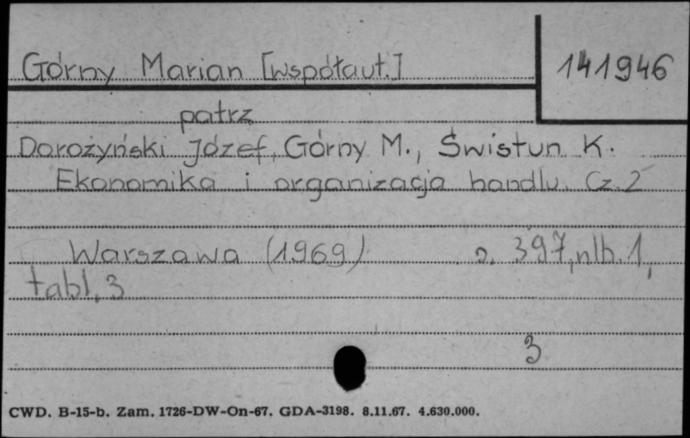 Górny Marian [współaut.]
141946
patrz
Dorożyński Józef, Górny M., Świstun K.
Ekonomika i organizacja handlu. Cz. 2
Warszawa (1969) s. 397, nlb. 1,
tabl. 3
3
CWD. B-15-b. Zam. 1726-DW-On-67. GDA-3198. 8.11.67. 4.630.000.